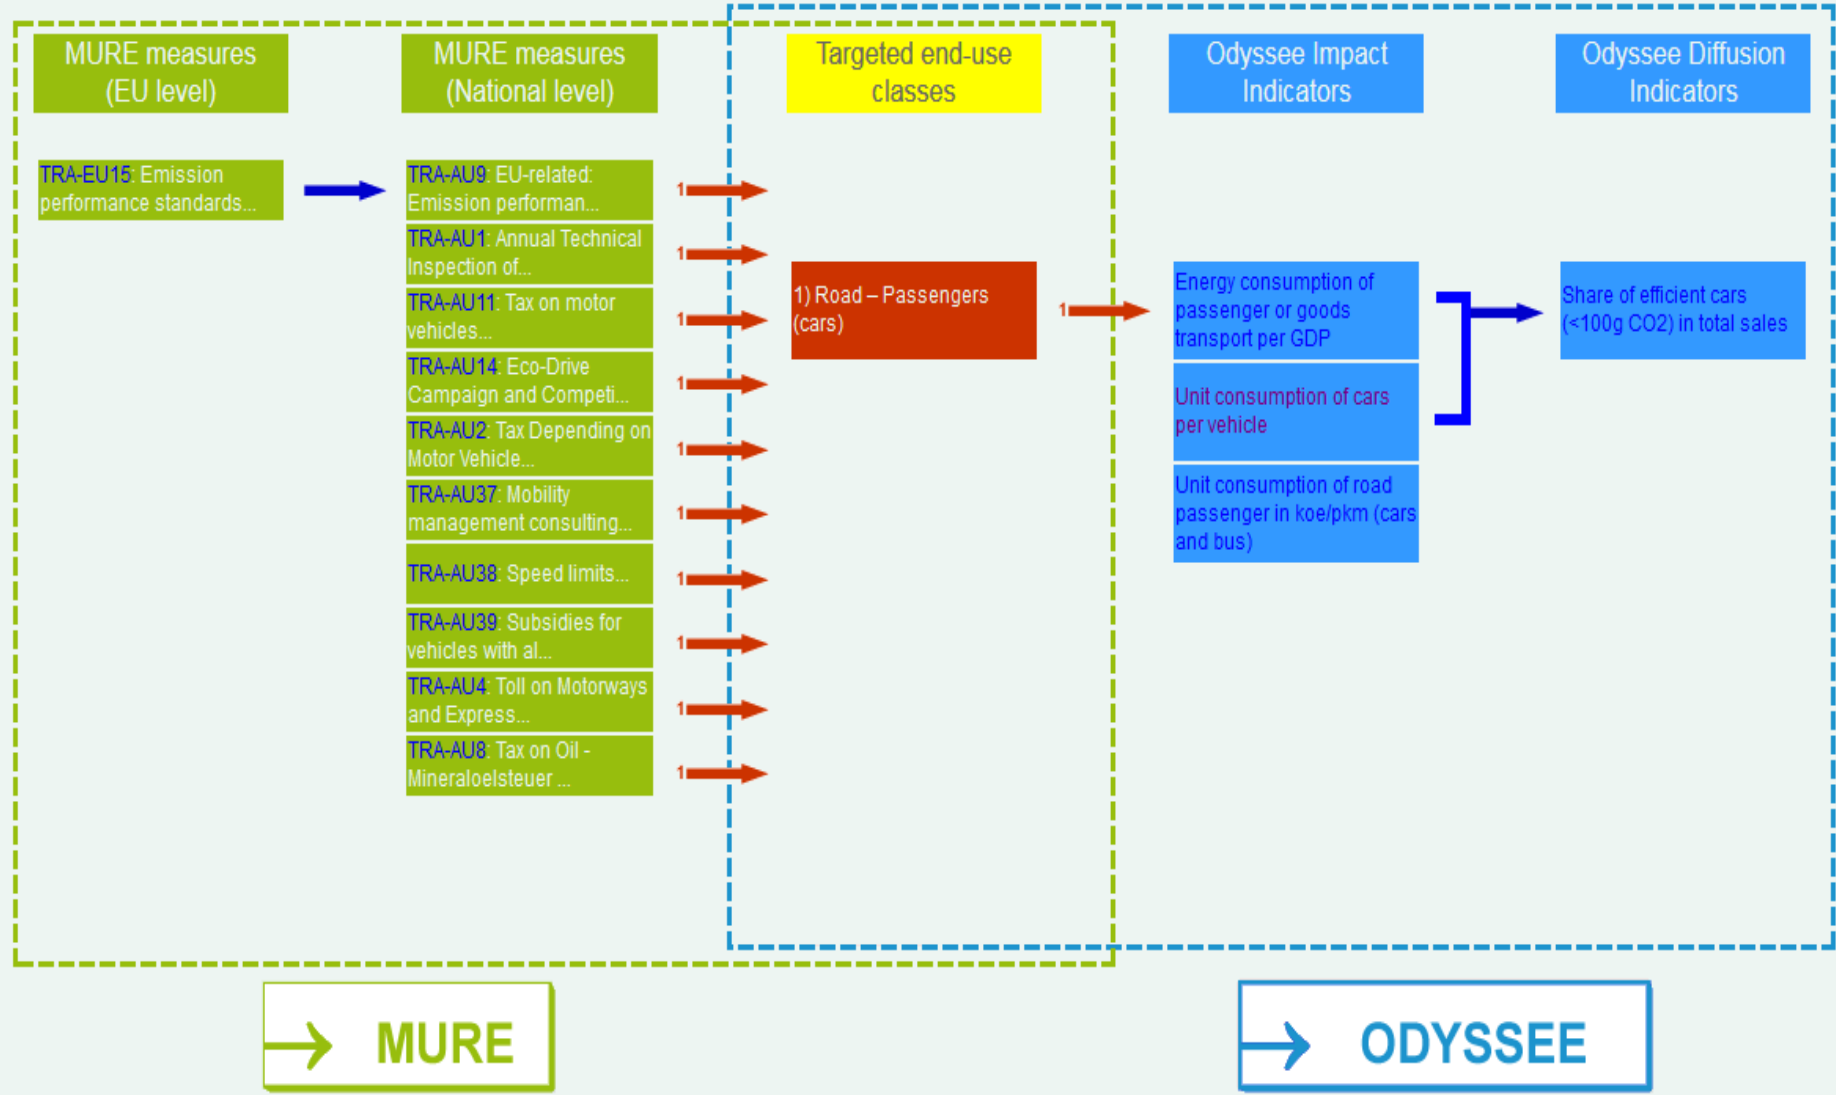 MURE measures
(EU level)
MURE measures
(National level)
Targeted end-use
classes
Odyssee Impact
Indicators
Odyssee Diffusion
Indicators
TRA-EU15: Emission
performance standards...
TRA-AU9: EU-related:
Emission performan...
1
TRA-AU1: Annual Technical
Inspection of...
1
TRA-AU11: Tax on motor
vehicles...
1
TRA-AU14: Eco-Drive
Campaign and Competi...
1
TRA-AU2: Tax Depending on
Motor Vehicle...
1
TRA-AU37: Mobility
management consulting...
1
TRA-AU38: Speed limits...
1
TRA-AU39: Subsidies for
vehicles with al...
1
TRA-AU4: Toll on Motorways
and Express...
1
TRA-AU8: Tax on Oil -
Mineraloelsteuer ...
1
1) Road – Passengers
(cars)
1
Energy consumption of
passenger or goods
transport per GDP
Unit consumption of cars
per vehicle
Unit consumption of road
passenger in koe/pkm (cars
and bus)
Share of efficient cars
(<100g CO2) in total sales
MURE
ODYSSEE